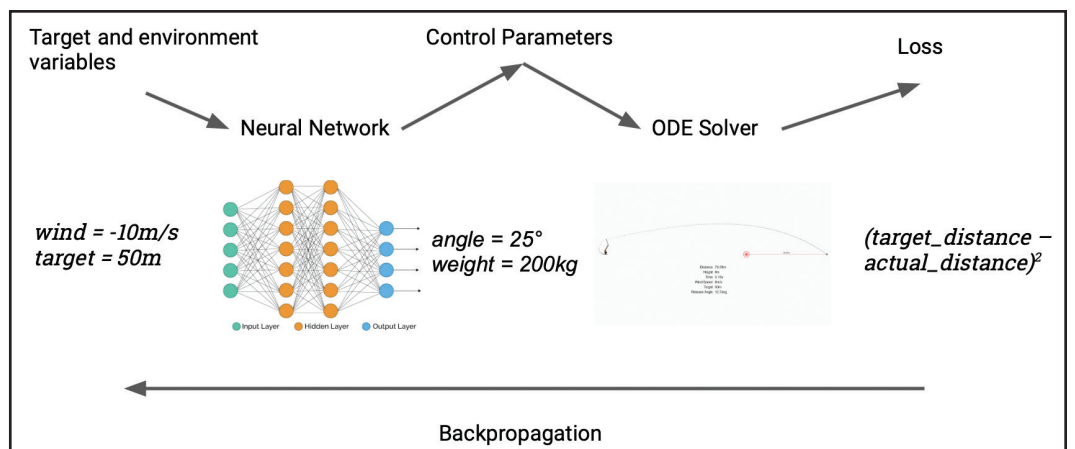 Target and environment
variables
Control Parameters
Loss
Neural Network
ODE Solver
wind = -10m/s
target = 50m
angle = 25°
weight = 200kg
(target_distance –
actual_distance)²
Input Layer
Hidden Layer
Output Layer
Backpropagation